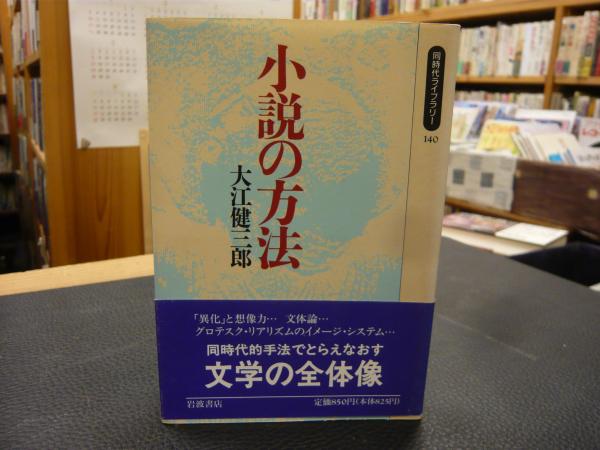 小説の方法
大江健三郎
同時代ライブラリー
140
「異化」と想像力… 文体論…
グロテスク・リアリズムのイメージ・システム…
同時代的手法でとらえなおす
文学の全体像
岩波書店
定価850円(本体825円)